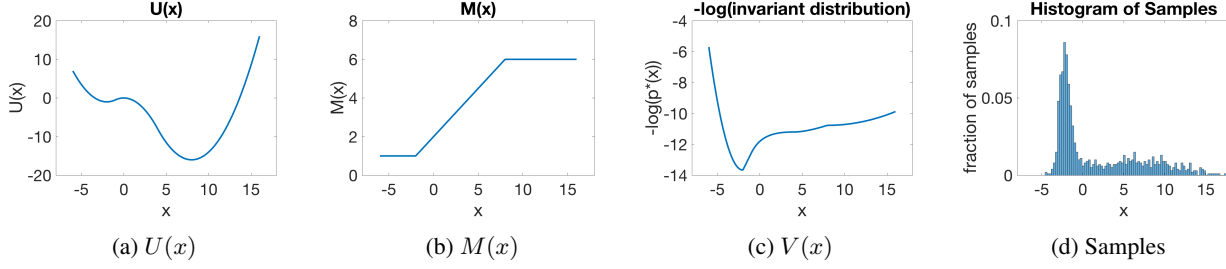 U(x)
20
10
0
-10
-20
U(x)
-5
0
5
10
15
x
(a) U(x)
M(x)
8
6
4
2
0
M(x)
-5
0
5
10
15
x
(b) M(x)
-log(invariant distribution)
-4
-6
-8
-10
-12
-14
-log(p*(x))
-5
0
5
10
15
x
(c) V(x)
Histogram of Samples
0.1
0.05
0
fraction of samples
-5
0
5
10
15
x
(d) Samples